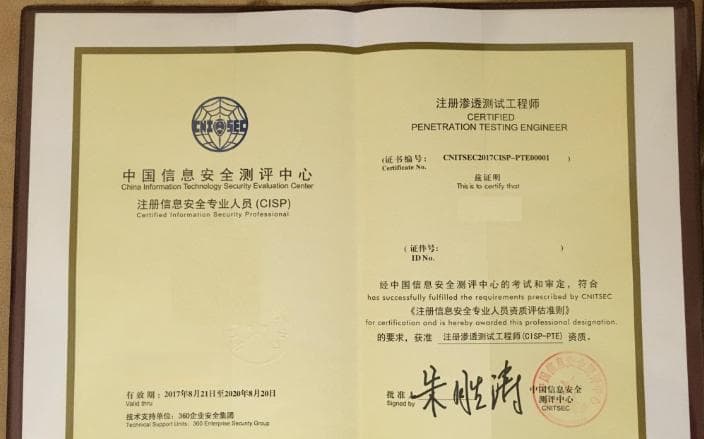 CNITSEC
中国信息安全测评中心
China Information Technology Security Evaluation Center
注册信息安全专业人员(CISP)
Certified Information Security Professional
有效期: 2017年8月21日至2020年8月20日
Valid thru
技术支持单位: 360企业安全集团
Technical Support Units: 360 Enterprise Security Group
注册渗透测试工程师
CERTIFIED
PENETRATION TESTING ENGINEER
(证书编号: CNITSEC2017CISP-PTE00001)
Certificate No.
兹证明
This is to certify that
(证件号: )
ID No.
经中国信息安全测评中心的考试和审定，符合
has successfully fulfilled the requirements prescribed by CNITSEC
《注册信息安全专业人员资质评估准则》
for certification and is hereby awarded this professional designation.
的要求，获准 注册渗透测试工程师(CISP-PTE) 资质。
批准
Signed by
朱胜涛
中国信息安全
测评中心
CNITSEC